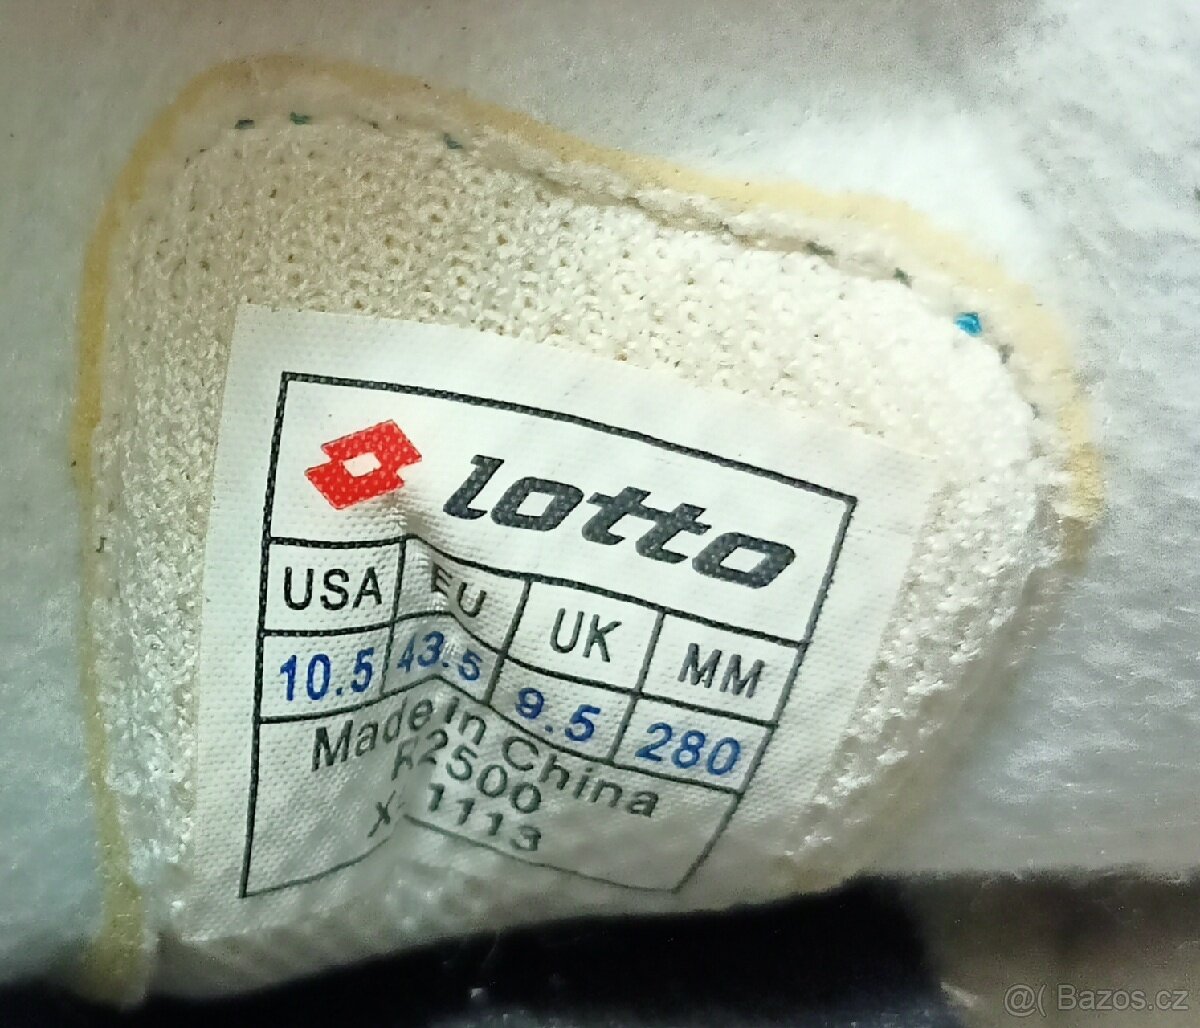 lotto
USA EU UK MM
10.5 43.5 9.5 280
Made In China
R2500
1113
@( Bazos.cz